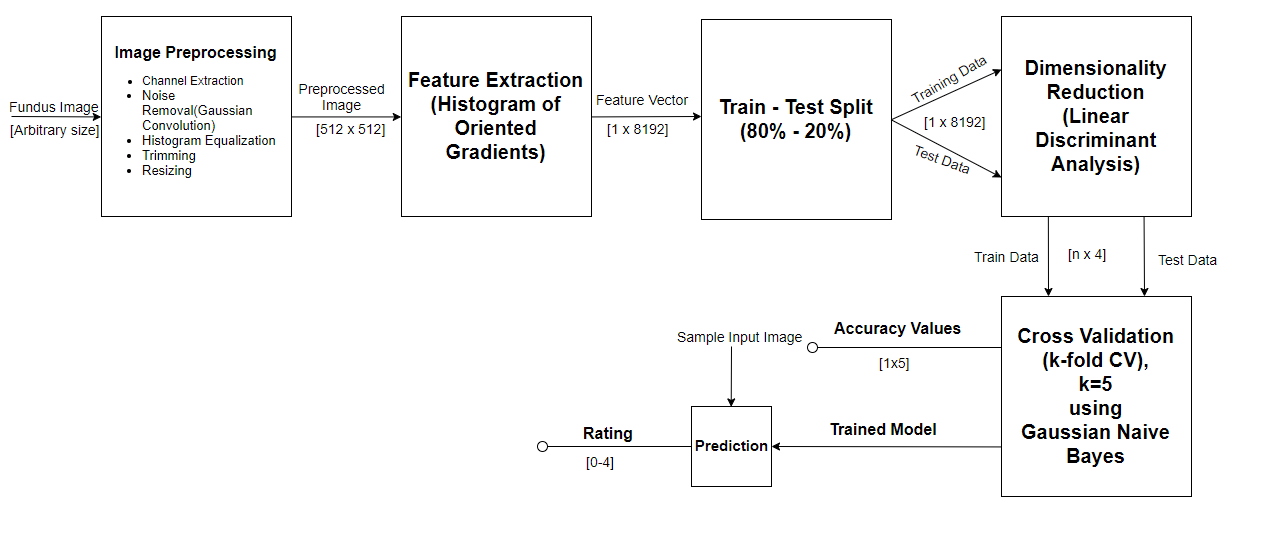 Fundus Image
[Arbitrary size]
Image Preprocessing
Channel Extraction
Noise
Removal(Gaussian
Convolution)
Histogram Equalization
Trimming
Resizing
Preprocessed
Image
[512 x 512]
Feature Extraction
(Histogram of
Oriented
Gradients)
Feature Vector
[1 x 8192]
Train - Test Split
(80% - 20%)
Training Data
[1 x 8192]
Test Data
Dimensionality
Reduction
(Linear
Discriminant
Analysis)
Train Data
[n x 4]
Test Data
Cross Validation
(k-fold CV),
k=5
using
Gaussian Naive
Bayes
Accuracy Values
[1x5]
Trained Model
Sample Input Image
Prediction
Rating
[0-4]